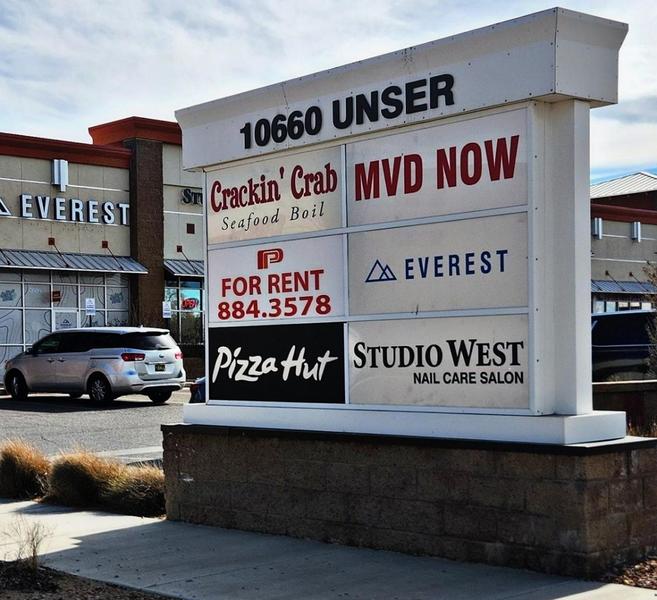 10660 UNSER
Crackin' Crab
Seafood Boil
MVD NOW
FOR RENT
884.3578
EVEREST
Pizza Hut
STUDIO WEST
NAIL CARE SALON
EVEREST